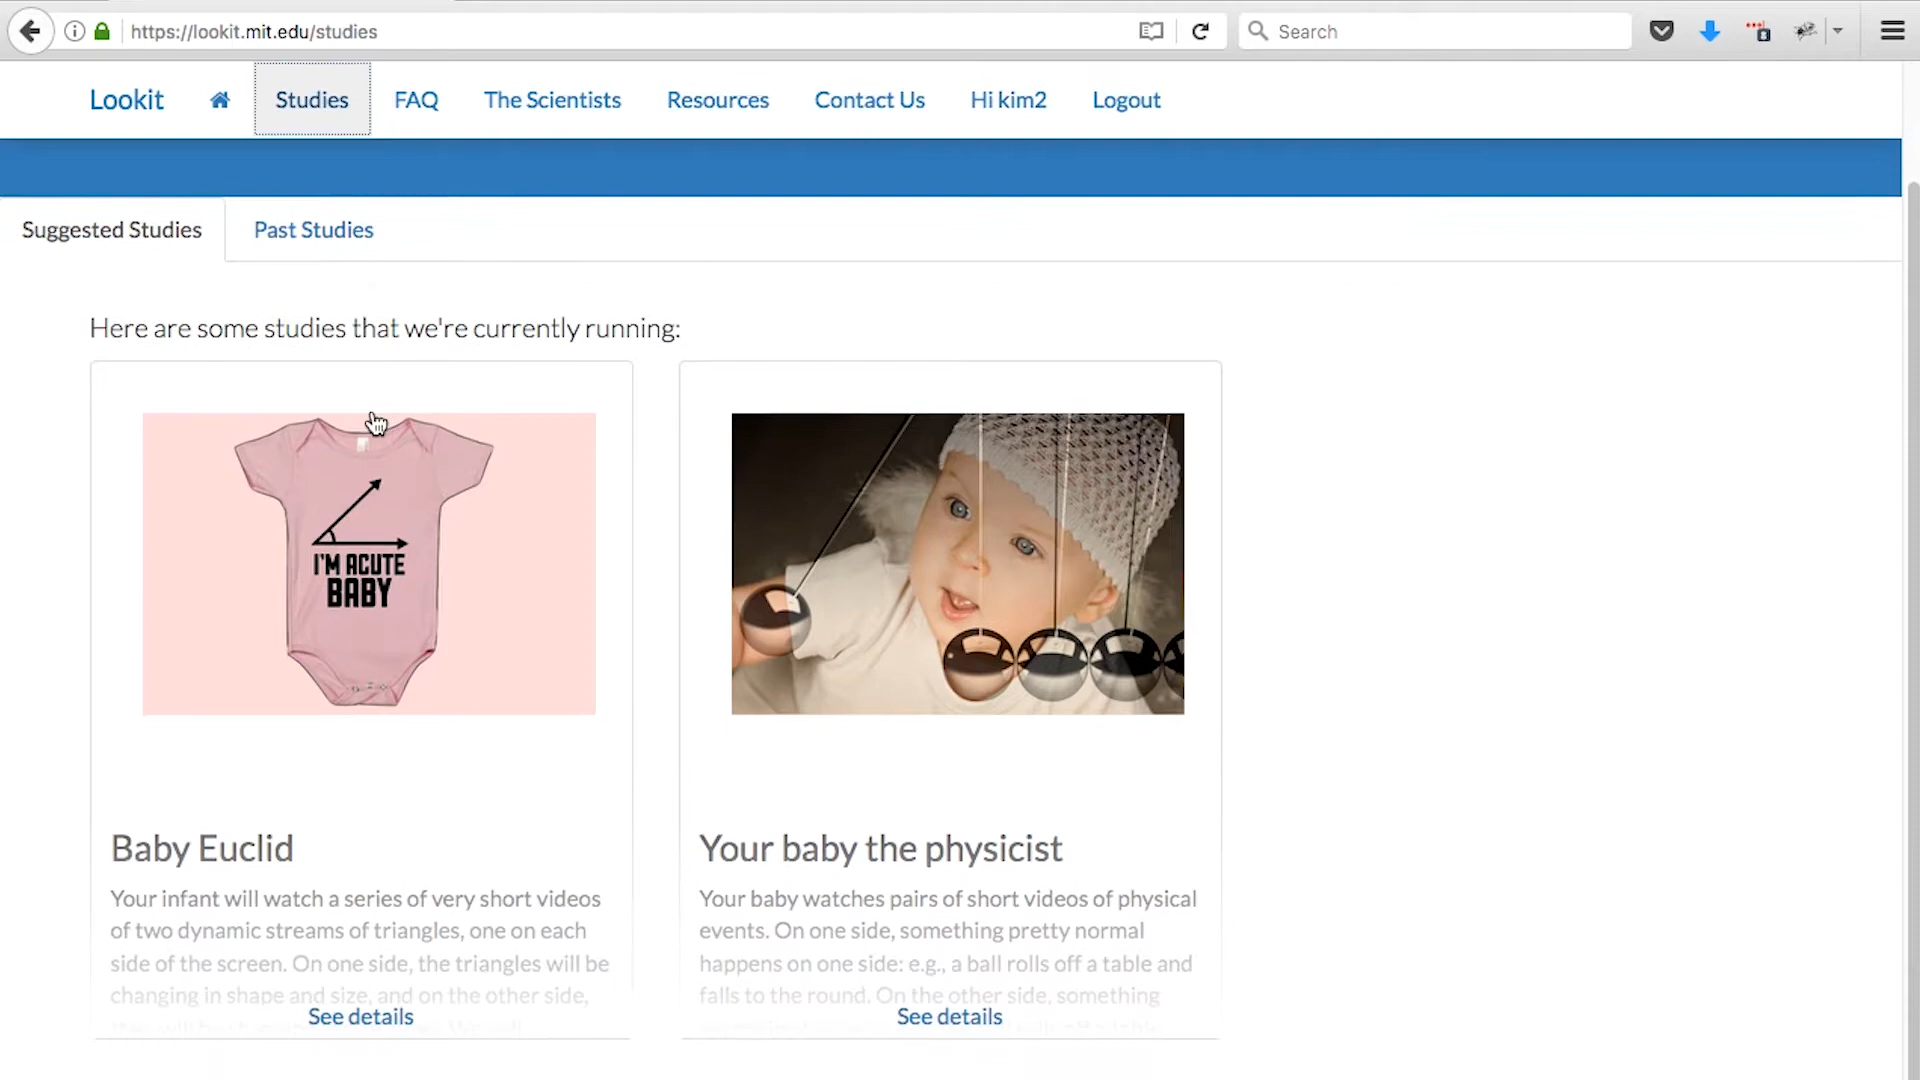 https://lookit.mit.edu/studies
Search
Lookit
Studies
FAQ
The Scientists
Resources
Contact Us
Hi kim2
Logout
Suggested Studies
Past Studies
Here are some studies that we're currently running:
I'M ACUTE
BABY
Baby Euclid
Your infant will watch a series of very short videos
of two dynamic streams of triangles, one on each
side of the screen. On one side, the triangles will be
changing in shape and size, and on the other side,
See details
Your baby the physicist
Your baby watches pairs of short videos of physical
events. On one side, something pretty normal
happens on one side: e.g., a ball rolls off a table and
falls to the round. On the other side, something
See details